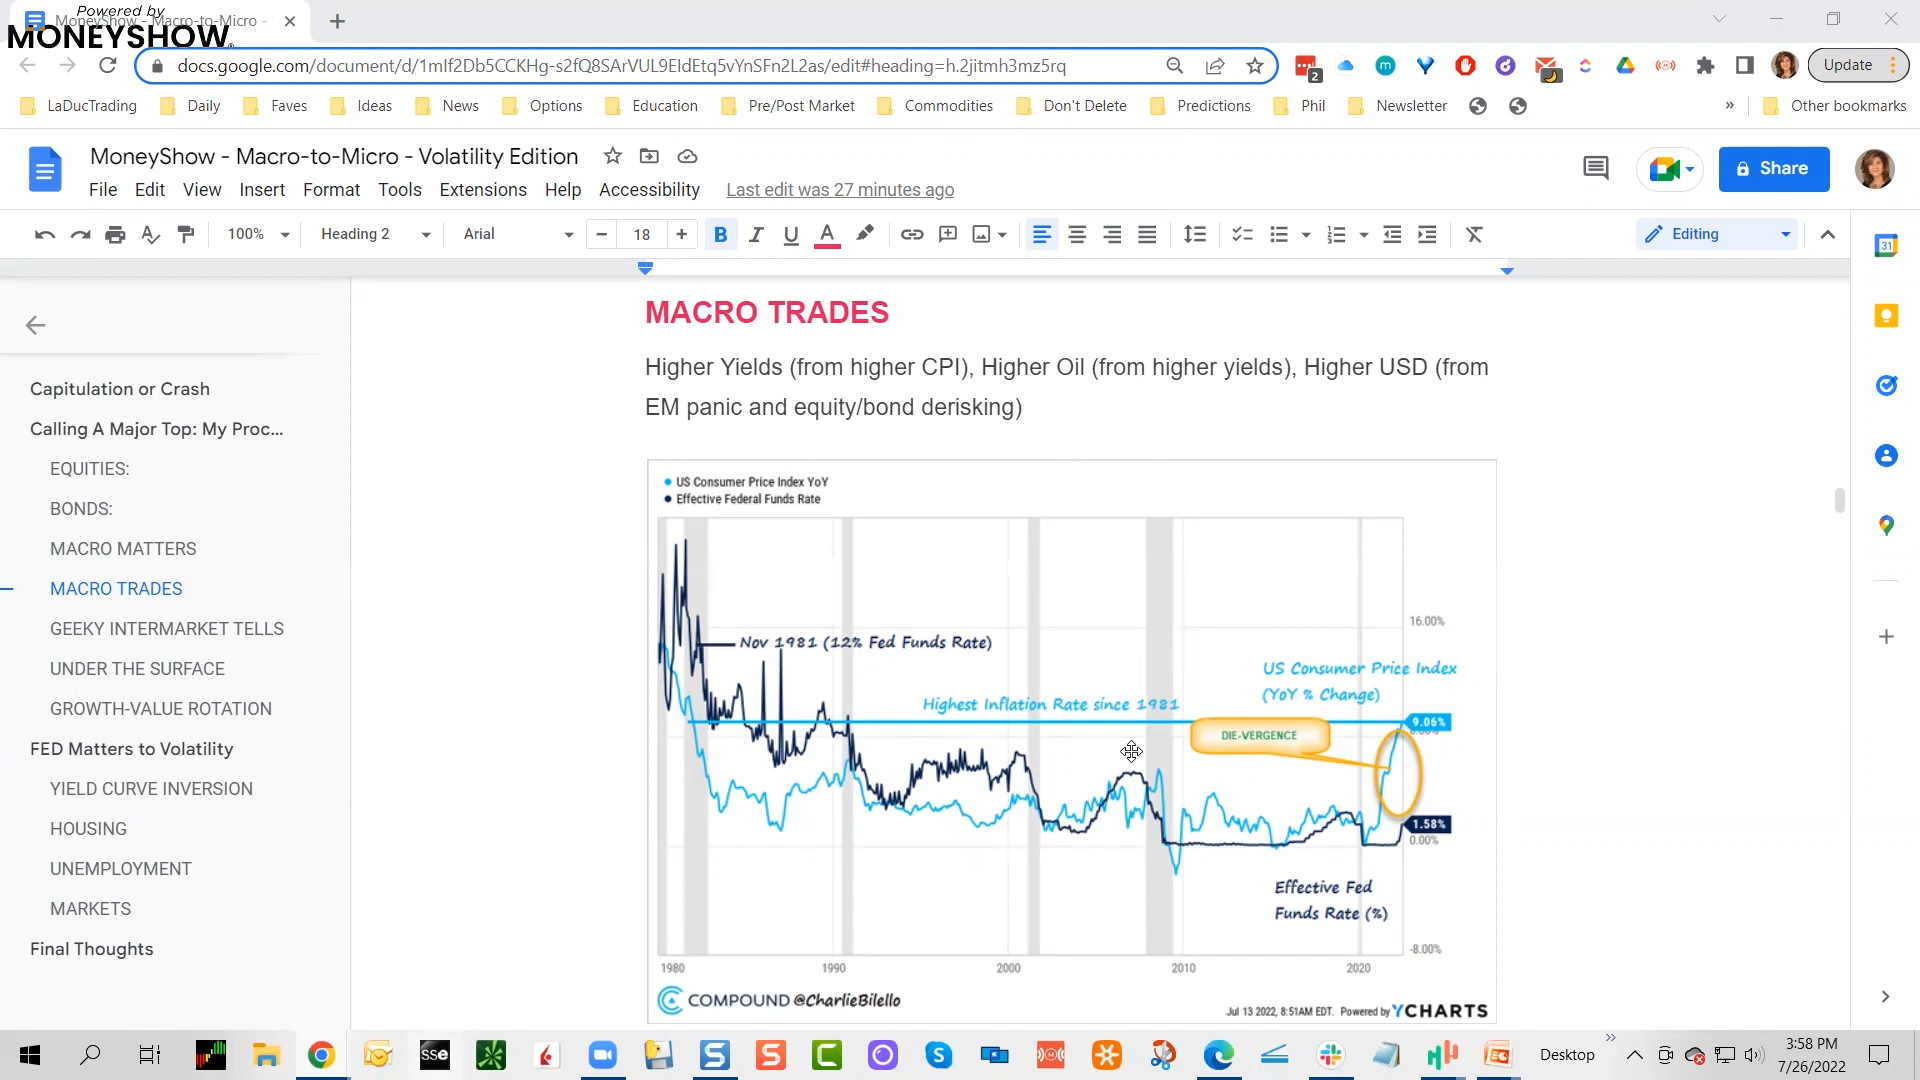 Powered by
MONEYSHOW
MoneyShow - Macro-to-Micro -
docs.google.com/document/d/1mIf2Db5CCKHg-s2fQ8SArVUL9EIdEtq5vYnSFn2L2as/edit#heading=h.2jitmh3mz5rq
2
Update
LaDucTrading Daily Faves Ideas News Options Education Pre/Post Market Commodities Don't Delete Predictions Phil Newsletter » Other bookmarks
MoneyShow - Macro-to-Micro - Volatility Edition
Share
File Edit View Insert Format Tools Extensions Help Accessibility Last edit was 27 minutes ago
100% Heading 2 Arial 18 B I U A Editing
31
MACRO TRADES
Higher Yields (from higher CPI), Higher Oil (from higher yields), Higher USD (from
EM panic and equity/bond derisking)
Capitulation or Crash
Calling A Major Top: My Proc...
EQUITIES:
BONDS:
MACRO MATTERS
MACRO TRADES
GEEKY INTERMARKET TELLS
UNDER THE SURFACE
GROWTH-VALUE ROTATION
FED Matters to Volatility
YIELD CURVE INVERSION
HOUSING
UNEMPLOYMENT
MARKETS
Final Thoughts
US Consumer Price Index YoY
Effective Federal Funds Rate
16.00%
Nov 1981 (12% Fed Funds Rate)
US Consumer Price Index
(YoY % Change)
Highest Inflation Rate since 1981
9.06%
DIE-VERGENCE
1.58%
0.00%
Effective Fed
Funds Rate (%)
-8.00%
1980 1990 2000 2010 2020
COMPOUND @CharlieBilello
Jul 13 2022, 8:51AM EDT. Powered by YCHARTS
sse
Desktop
3:58 PM
7/26/2022